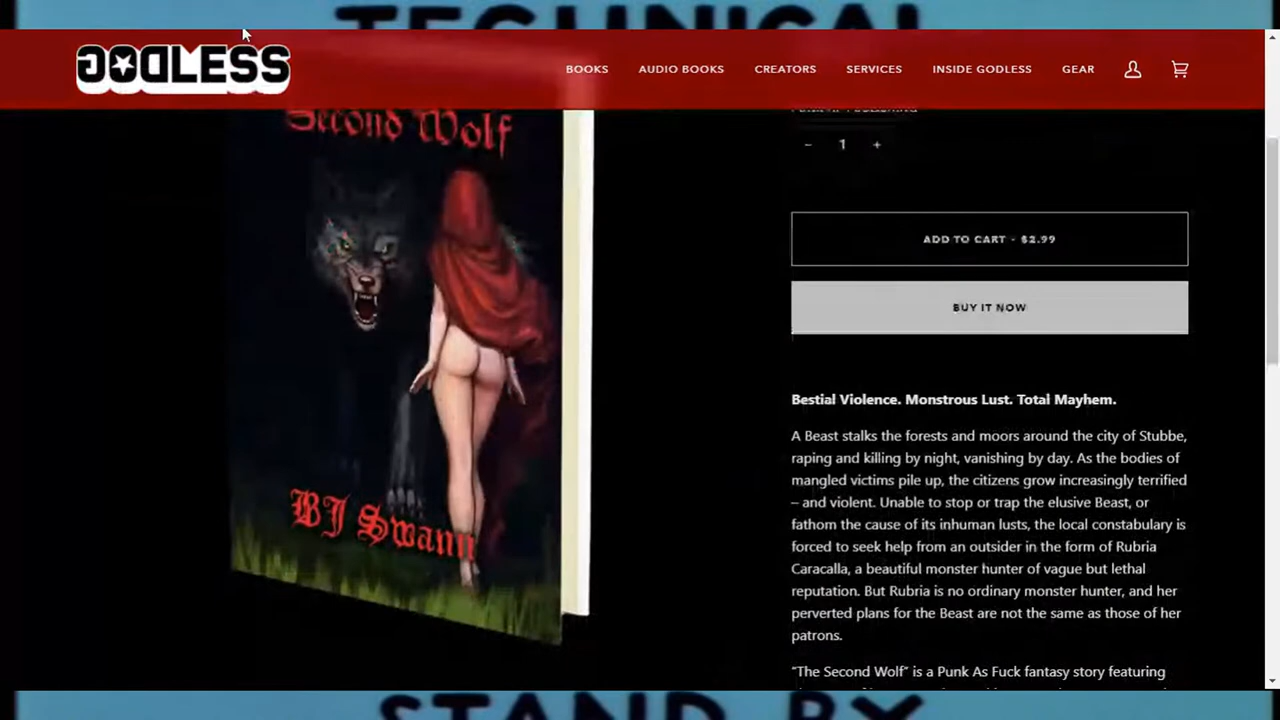 TECHNICAL
GODLESS
BOOKS AUDIO BOOKS CREATORS SERVICES INSIDE GODLESS GEAR
Second Wolf
BJ Swann
− 1 +
ADD TO CART - $2.99
BUY IT NOW
Bestial Violence. Monstrous Lust. Total Mayhem.
A Beast stalks the forests and moors around the city of Stubbe,
raping and killing by night, vanishing by day. As the bodies of
mangled victims pile up, the citizens grow increasingly terrified
– and violent. Unable to stop or trap the elusive Beast, or
fathom the cause of its inhuman lusts, the local constabulary is
forced to seek help from an outsider in the form of Rubria
Caracalla, a beautiful monster hunter of vague but lethal
reputation. But Rubria is no ordinary monster hunter, and her
perverted plans for the Beast are not the same as those of her
patrons.
“The Second Wolf” is a Punk As Fuck fantasy story featuring
STAND BY